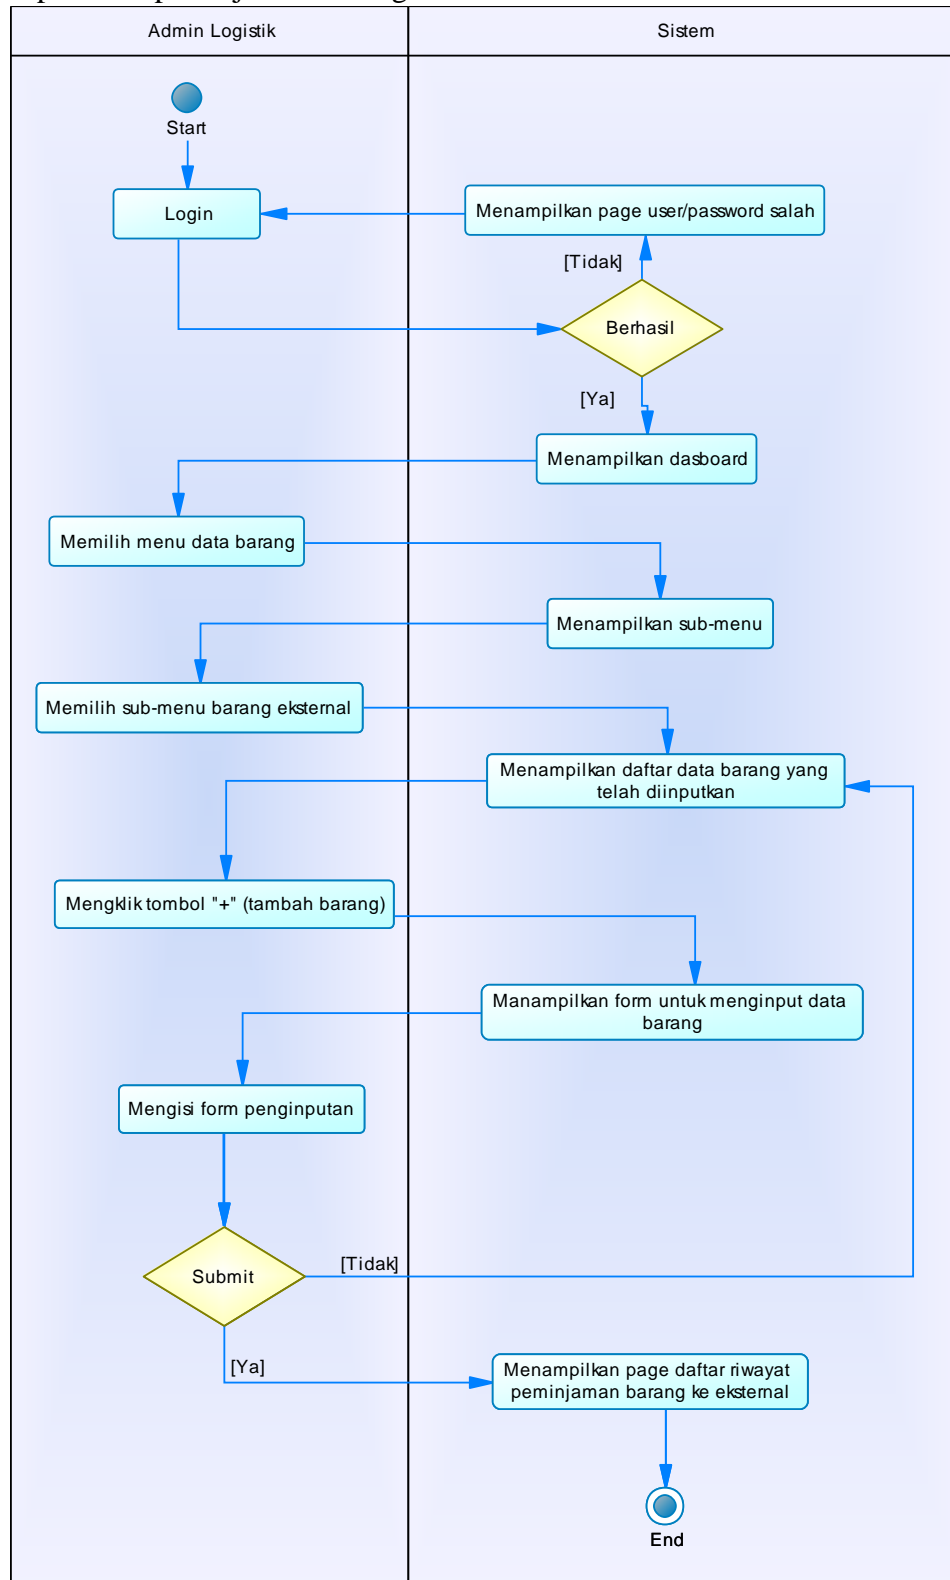 Admin Logistik
Sistem
Start
Login
Menampilkan page user/password salah
[Tidak]
Berhasil
[Ya]
Menampilkan dasboard
Memilih menu data barang
Menampilkan sub-menu
Memilih sub-menu barang eksternal
Menampilkan daftar data barang yang
telah diinputkan
Mengklik tombol "+" (tambah barang)
Manampilkan form untuk menginput data
barang
Mengisi form penginputan
Submit
[Tidak]
[Ya]
Menampilkan page daftar riwayat
peminjaman barang ke eksternal
End